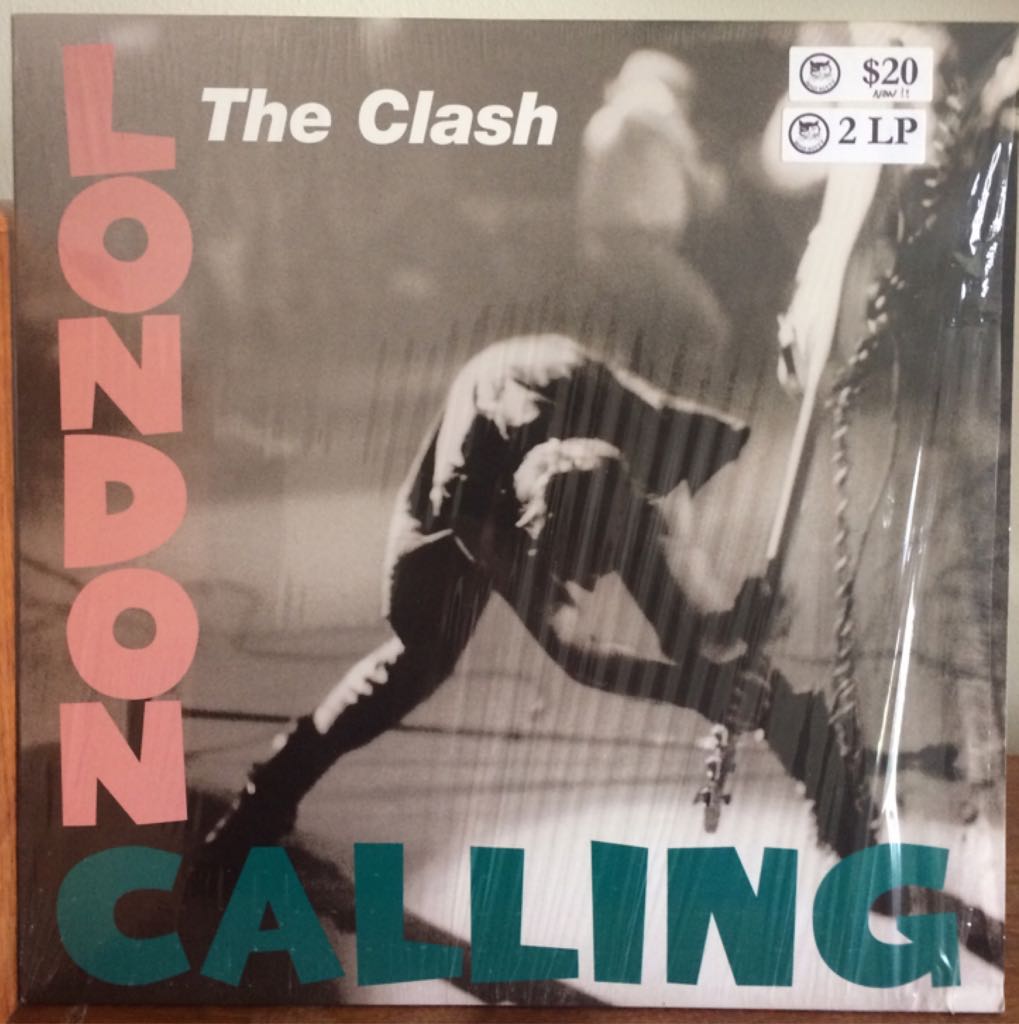 The Clash
LONDON
CALLING
$20
NOW!!
2 LP